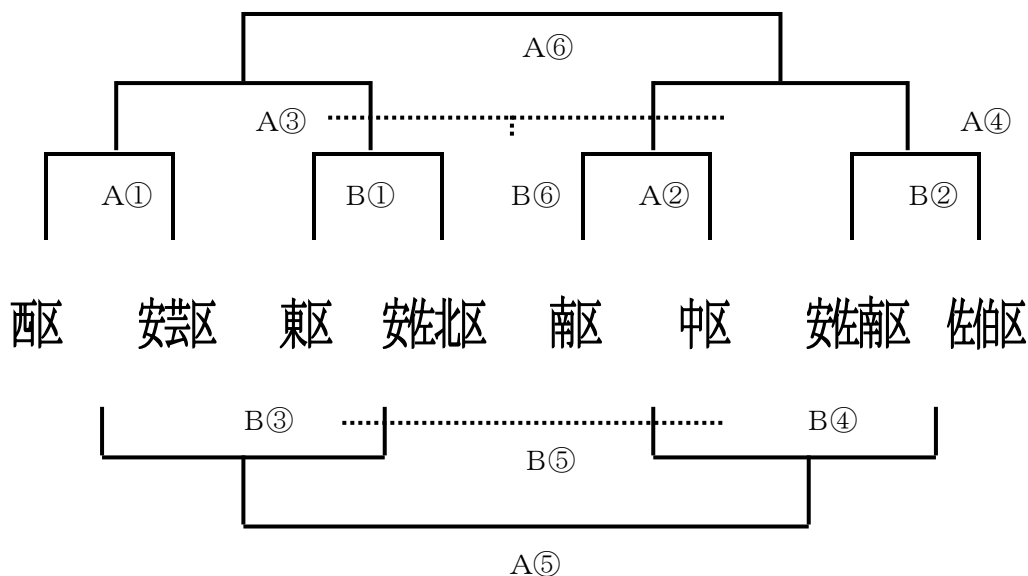 A⑥
A③ A④
A① B① B⑥ A② B②
西区 安芸区 東区 安佐北区 南区 中区 安佐南区 佐伯区
B③ B④
B⑤
A⑤